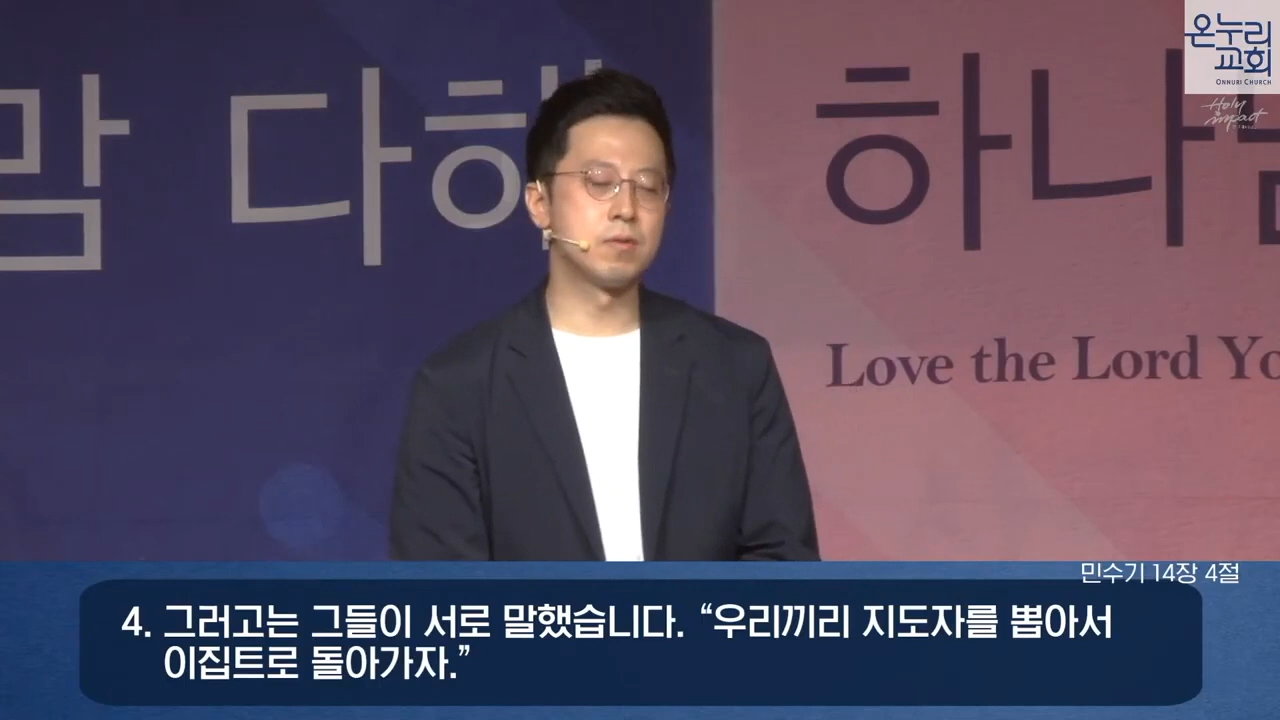 맘 다해
하나님
온누리
교회
ONNURI CHURCH
Holy
impact
Love the Lord Yo
민수기 14장 4절
4. 그러고는 그들이 서로 말했습니다. “우리끼리 지도자를 뽑아서
이집트로 돌아가자.”